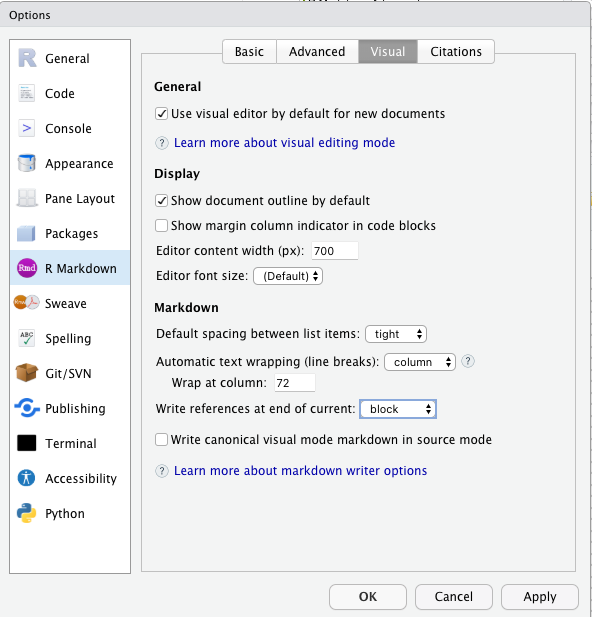 Options
General
Code
Console
Appearance
Pane Layout
Packages
Rmd R Markdown
Sweave
ABC Spelling
Git/SVN
Publishing
Terminal
Accessibility
Python
Basic Advanced Visual Citations
General
Use visual editor by default for new documents
? Learn more about visual editing mode
Display
Show document outline by default
Show margin column indicator in code blocks
Editor content width (px): 700
Editor font size: (Default)
Markdown
Default spacing between list items: tight
Automatic text wrapping (line breaks): column ?
Wrap at column: 72
Write references at end of current: block
Write canonical visual mode markdown in source mode
? Learn more about markdown writer options
OK Cancel Apply